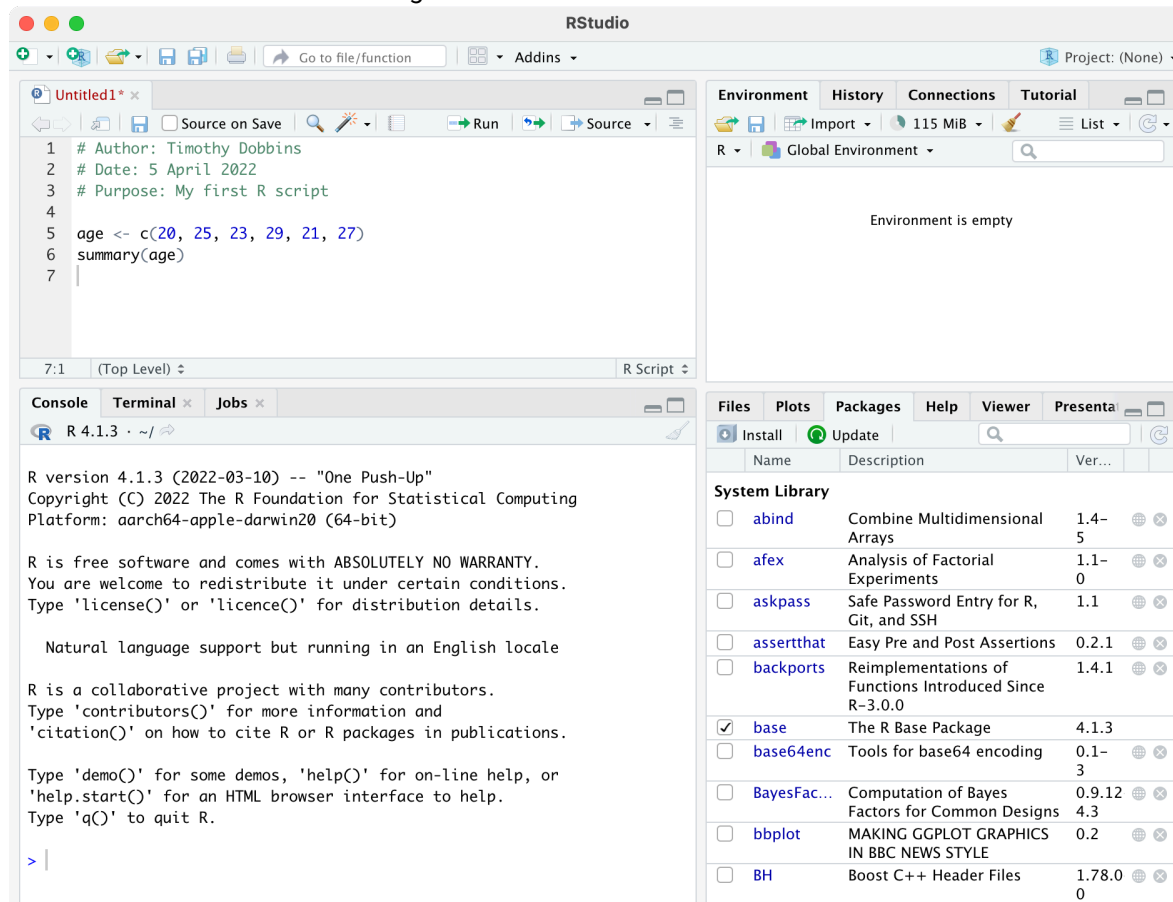 RStudio
Go to file/function
Addins
Project: (None)
Untitled1*
Source on Save
Run
Source
1 # Author: Timothy Dobbins
2 # Date: 5 April 2022
3 # Purpose: My first R script
4
5 age <- c(20, 25, 23, 29, 21, 27)
6 summary(age)
7
7:1 (Top Level) R Script
Console Terminal Jobs
R 4.1.3 · ~/
R version 4.1.3 (2022-03-10) -- "One Push-Up"
Copyright (C) 2022 The R Foundation for Statistical Computing
Platform: aarch64-apple-darwin20 (64-bit)
R is free software and comes with ABSOLUTELY NO WARRANTY.
You are welcome to redistribute it under certain conditions.
Type 'license()' or 'licence()' for distribution details.
Natural language support but running in an English locale
R is a collaborative project with many contributors.
Type 'contributors()' for more information and
'citation()' on how to cite R or R packages in publications.
Type 'demo()' for some demos, 'help()' for on-line help, or
'help.start()' for an HTML browser interface to help.
Type 'q()' to quit R.
>
Environment History Connections Tutorial
Import 115 MiB List
R Global Environment
Environment is empty
Files Plots Packages Help Viewer Presenta
Install Update
Name Description Ver...
System Library
abind Combine Multidimensional 1.4-
Arrays 5
afex Analysis of Factorial 1.1-
Experiments 0
askpass Safe Password Entry for R, 1.1
Git, and SSH
assertthat Easy Pre and Post Assertions 0.2.1
backports Reimplementations of 1.4.1
Functions Introduced Since
R-3.0.0
base The R Base Package 4.1.3
base64enc Tools for base64 encoding 0.1-
3
BayesFac... Computation of Bayes 0.9.12
Factors for Common Designs 4.3
bbplot MAKING GGPLOT GRAPHICS 0.2
IN BBC NEWS STYLE
BH Boost C++ Header Files 1.78.0
0